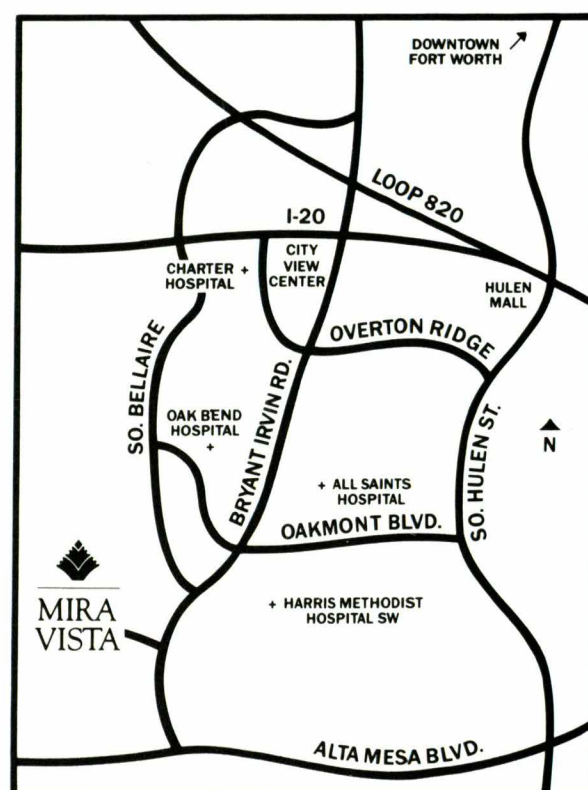 DOWNTOWN
FORT WORTH
LOOP 820
I-20
CITY
VIEW
CENTER
CHARTER +
HOSPITAL
HULEN
MALL
OVERTON RIDGE
SO. BELLAIRE
OAK BEND
HOSPITAL
+
BRYANT IRVIN RD.
SO. HULEN ST.
N
+ ALL SAINTS
HOSPITAL
OAKMONT BLVD.
MIRA
VISTA
+ HARRIS METHODIST
HOSPITAL SW
ALTA MESA BLVD.